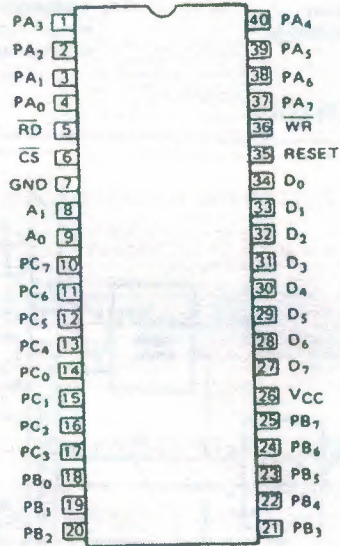 PA₃ 1 40 PA₄
PA₂ 2 39 PA₅
PA₁ 3 38 PA₆
PA₀ 4 37 PA₇
R̅D̅ 5 36 W̅R̅
C̅S̅ 6 35 RESET
GND 7 34 D₀
A₁ 8 33 D₁
A₀ 9 32 D₂
PC₇ 10 31 D₃
PC₆ 11 30 D₄
PC₅ 12 29 D₅
PC₄ 13 28 D₆
PC₀ 14 27 D₇
PC₁ 15 26 VCC
PC₂ 16 25 PB₇
PC₃ 17 24 PB₆
PB₀ 18 23 PB₅
PB₁ 19 22 PB₄
PB₂ 20 21 PB₃